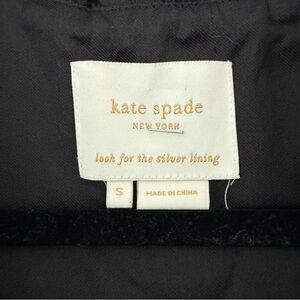 kate spade
NEW YORK
look for the silver lining
S
MADE IN CHINA